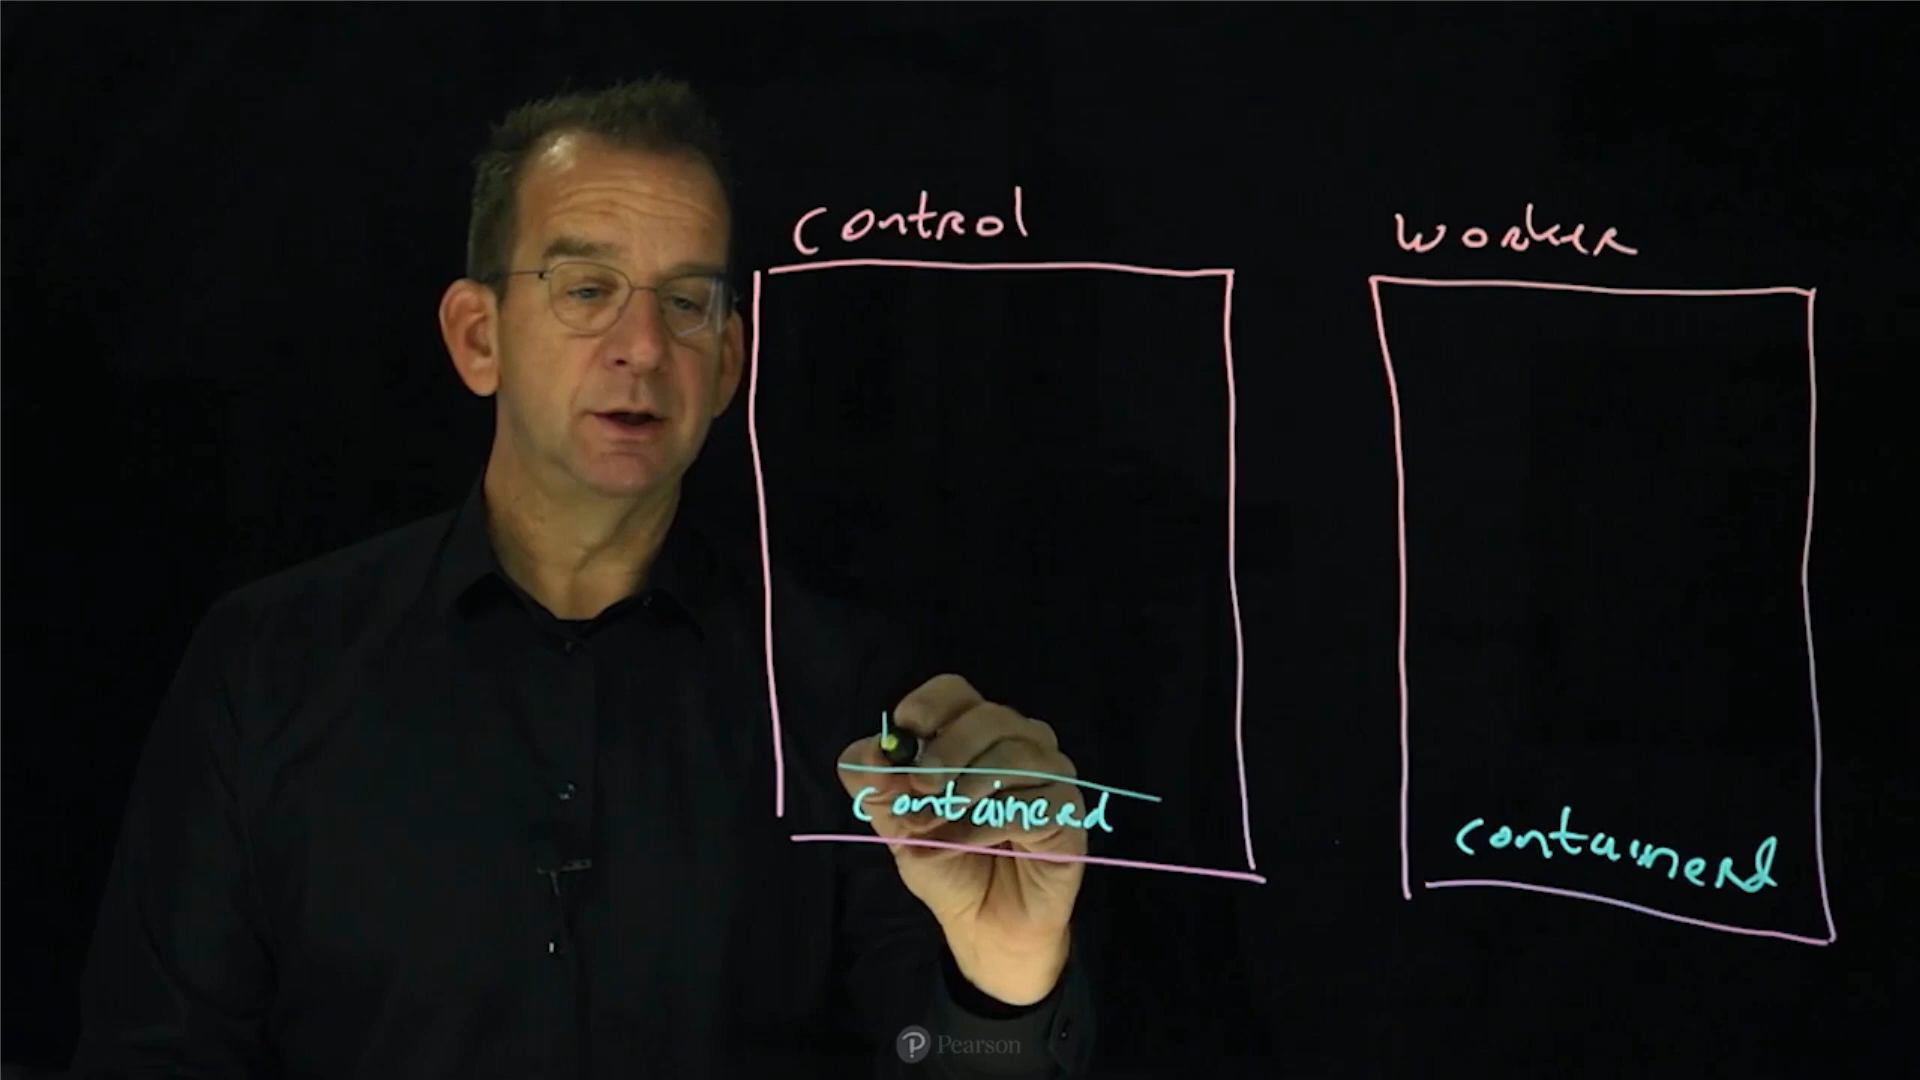 control
worker
containerd
containerd
Pearson